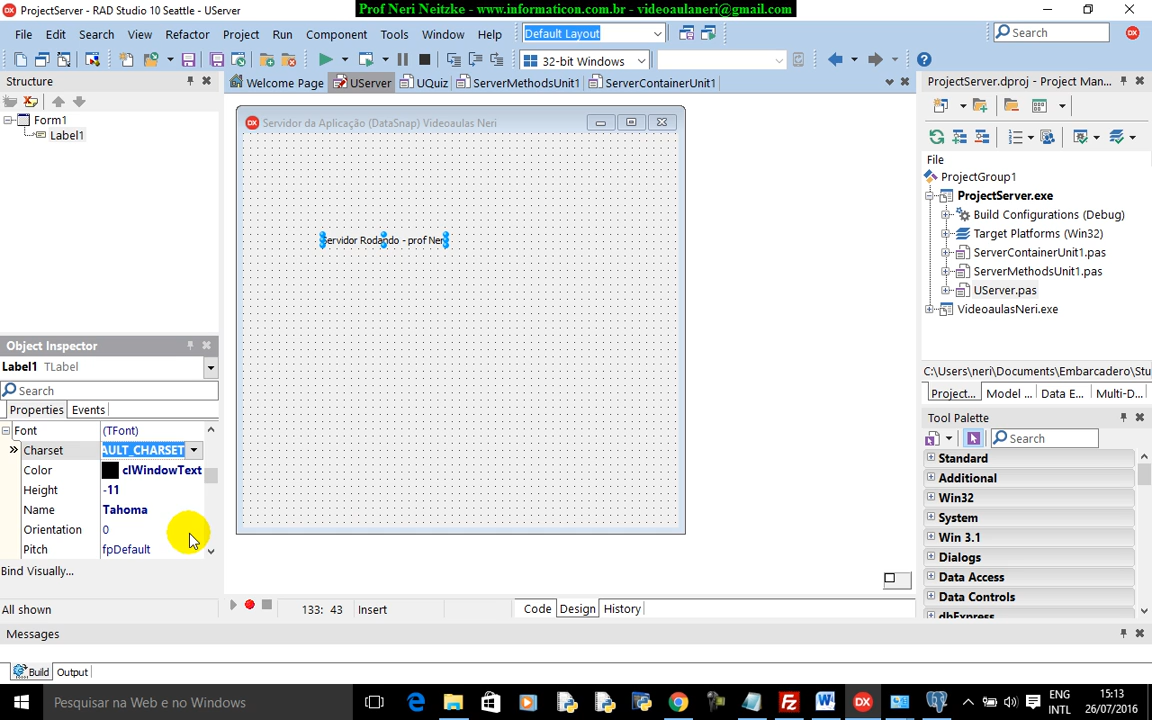 ProjectServer - RAD Studio 10 Seattle - UServer
Prof Neri Neitzke - www.informaticon.com.br - videoaulaneri@gmail.com
File Edit Search View Refactor Project Run Component Tools Window Help
Default Layout
Search
32-bit Windows
Structure
Welcome Page UServer UQuiz ServerMethodsUnit1 ServerContainerUnit1
ProjectServer.dproj - Project Man...
Form1
Label1
Servidor da Aplicação (DataSnap) Videoaulas Neri
Servidor Rodando - prof Neri
File
ProjectGroup1
ProjectServer.exe
Build Configurations (Debug)
Target Platforms (Win32)
ServerContainerUnit1.pas
ServerMethodsUnit1.pas
UServer.pas
VideoaulasNeri.exe
C:\Users\neri\Documents\Embarcadero\Stu
Project... Model ... Data E... Multi-D...
Object Inspector
Label1 TLabel
Search
Properties Events
Font (TFont)
Charset AULT_CHARSET
Color clWindowText
Height -11
Name Tahoma
Orientation 0
Pitch fpDefault
Bind Visually...
All shown
Tool Palette
Search
Standard
Additional
Win32
System
Win 3.1
Dialogs
Data Access
Data Controls
dbExpress
133: 43 Insert
Code Design History
Messages
Build Output
Pesquisar na Web e no Windows
ENG
INTL
15:13
26/07/2016